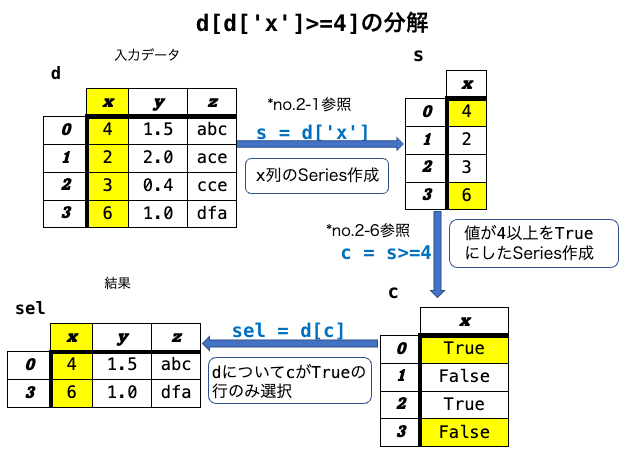 d[d['x']>=4]の分解
入力データ
d
x y z
0 4 1.5 abc
1 2 2.0 ace
2 3 0.4 cce
3 6 1.0 dfa
*no.2-1参照
s = d['x']
x列のSeries作成
s
x
0 4
1 2
2 3
3 6
*no.2-6参照
c = s>=4
値が4以上をTrue
にしたSeries作成
c
x
0 True
1 False
2 True
3 False
sel = d[c]
dについてcがTrueの
行のみ選択
結果
sel
x y z
0 4 1.5 abc
3 6 1.0 dfa